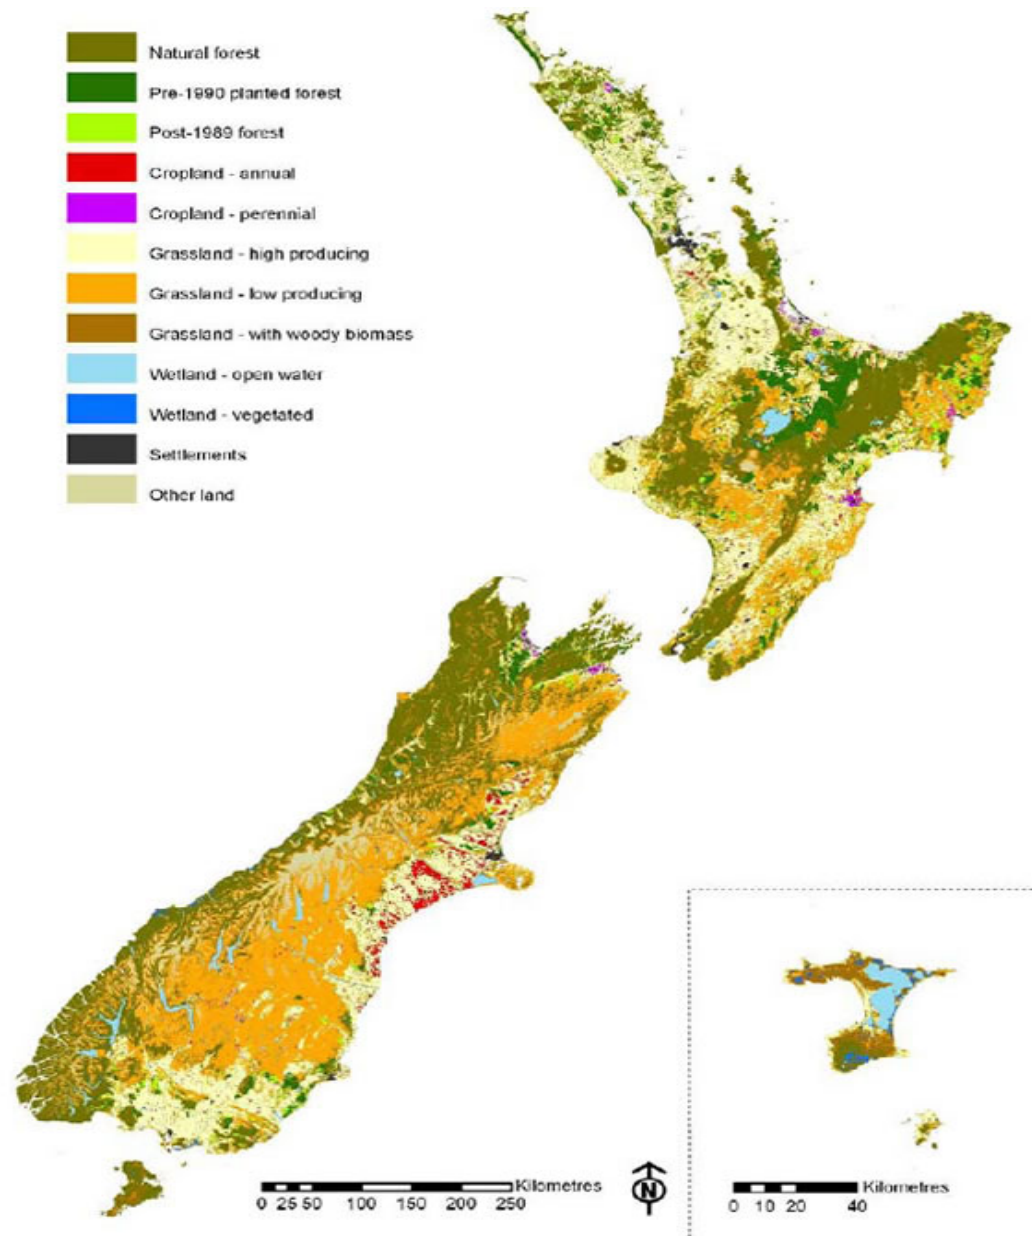 Natural forest
Pre-1990 planted forest
Post-1989 forest
Cropland - annual
Cropland - perennial
Grassland - high producing
Grassland - low producing
Grassland - with woody biomass
Wetland - open water
Wetland - vegetated
Settlements
Other land
Kilometres
0 25 50 100 150 200 250
N
Kilometres
0 10 20 40